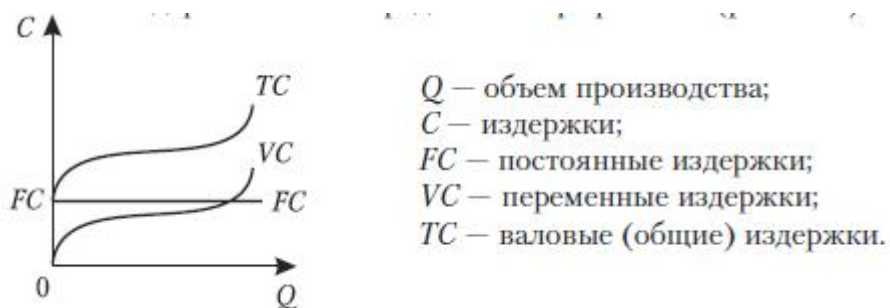 C
TC
VC
FC
FC
0
Q
Q — объем производства;
C — издержки;
FC — постоянные издержки;
VC — переменные издержки;
TC — валовые (общие) издержки.